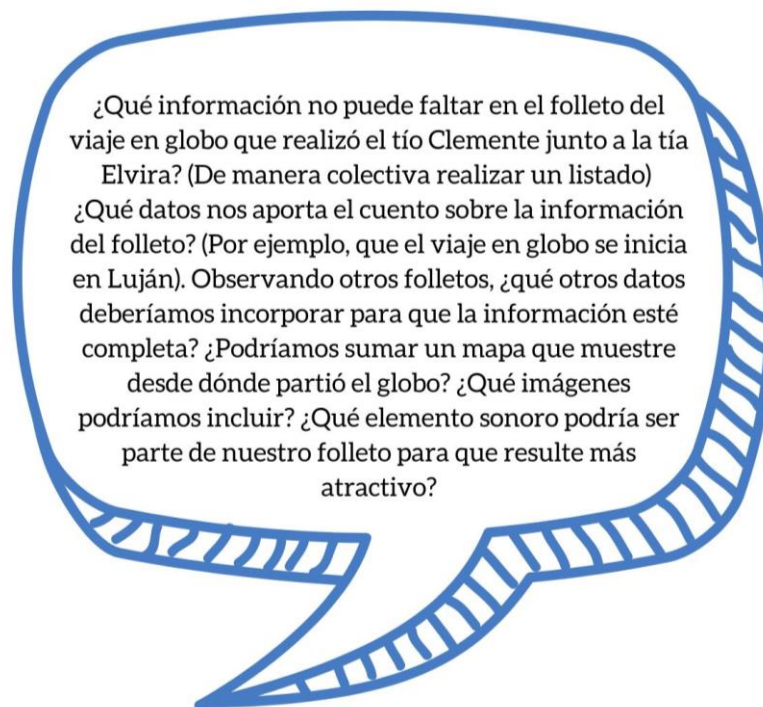 ¿Qué información no puede faltar en el folleto del
viaje en globo que realizó el tío Clemente junto a la tía
Elvira? (De manera colectiva realizar un listado)
¿Qué datos nos aporta el cuento sobre la información
del folleto? (Por ejemplo, que el viaje en globo se inicia
en Luján). Observando otros folletos, ¿qué otros datos
deberíamos incorporar para que la información esté
completa? ¿Podríamos sumar un mapa que muestre
desde dónde partió el globo? ¿Qué imágenes
podríamos incluir? ¿Qué elemento sonoro podría ser
parte de nuestro folleto para que resulte más
atractivo?